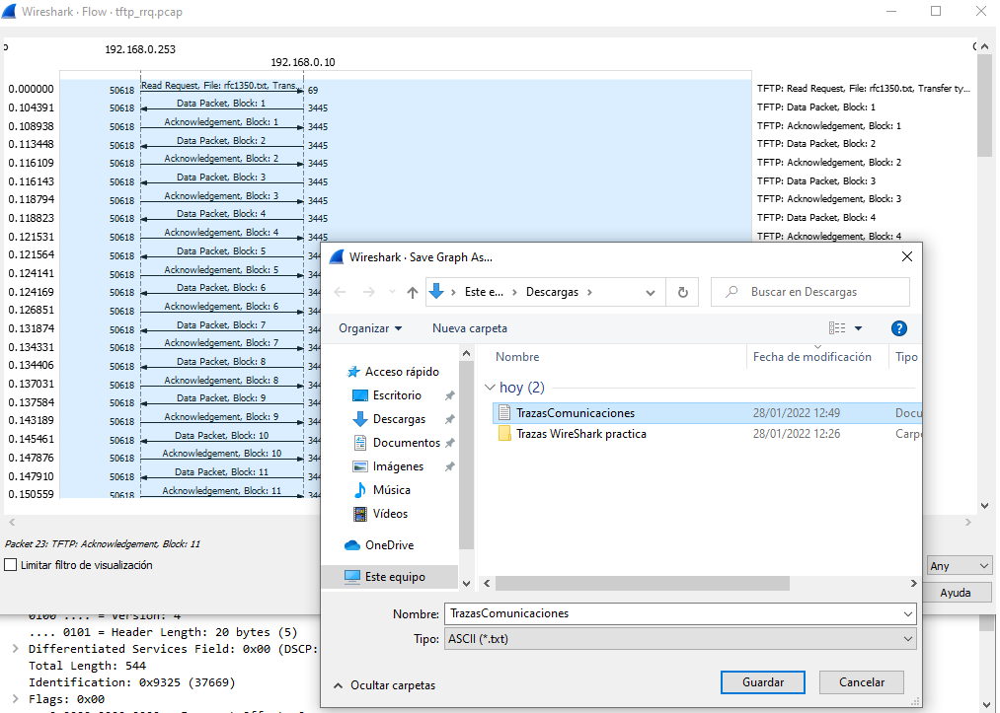 Wireshark · Flow · tftp_rrq.pcap
192.168.0.253
192.168.0.10
0.000000 50618 Read Request, File: rfc1350.txt, Trans... 69 TFTP: Read Request, File: rfc1350.txt, Transfer ty...
0.104391 50618 Data Packet, Block: 1 3445 TFTP: Data Packet, Block: 1
0.108938 50618 Acknowledgement, Block: 1 3445 TFTP: Acknowledgement, Block: 1
0.113448 50618 Data Packet, Block: 2 3445 TFTP: Data Packet, Block: 2
0.116109 50618 Acknowledgement, Block: 2 3445 TFTP: Acknowledgement, Block: 2
0.116143 50618 Data Packet, Block: 3 3445 TFTP: Data Packet, Block: 3
0.118794 50618 Acknowledgement, Block: 3 3445 TFTP: Acknowledgement, Block: 3
0.118823 50618 Data Packet, Block: 4 3445 TFTP: Data Packet, Block: 4
0.121531 50618 Acknowledgement, Block: 4 3445 TFTP: Acknowledgement, Block: 4
0.121564 50618 Data Packet, Block: 5
0.124141 50618 Acknowledgement, Block: 5
0.124169 50618 Data Packet, Block: 6
0.126851 50618 Acknowledgement, Block: 6
0.131874 50618 Data Packet, Block: 7
0.134331 50618 Acknowledgement, Block: 7
0.134406 50618 Data Packet, Block: 8
0.137031 50618 Acknowledgement, Block: 8
0.137584 50618 Data Packet, Block: 9
0.143189 50618 Acknowledgement, Block: 9
0.145461 50618 Data Packet, Block: 10
0.147876 50618 Acknowledgement, Block: 10
0.147910 50618 Data Packet, Block: 11
0.150559 50618 Acknowledgement, Block: 11
Packet 23: TFTP: Acknowledgement, Block: 11
Limitar filtro de visualización
Any
Ayuda
0100 .... = Version: 4
.... 0101 = Header Length: 20 bytes (5)
Differentiated Services Field: 0x00 (DSCP:
Total Length: 544
Identification: 0x9325 (37669)
Flags: 0x00
Wireshark · Save Graph As...
Este e... Descargas
Buscar en Descargas
Organizar Nueva carpeta
Acceso rápido
Escritorio
Descargas
Documentos
Imágenes
Música
Vídeos
OneDrive
Este equipo
Nombre Fecha de modificación Tipo
hoy (2)
TrazasComunicaciones 28/01/2022 12:49 Docu
Trazas WireShark practica 28/01/2022 12:26 Carpe
Nombre: TrazasComunicaciones
Tipo: ASCII (*.txt)
Ocultar carpetas
Guardar Cancelar